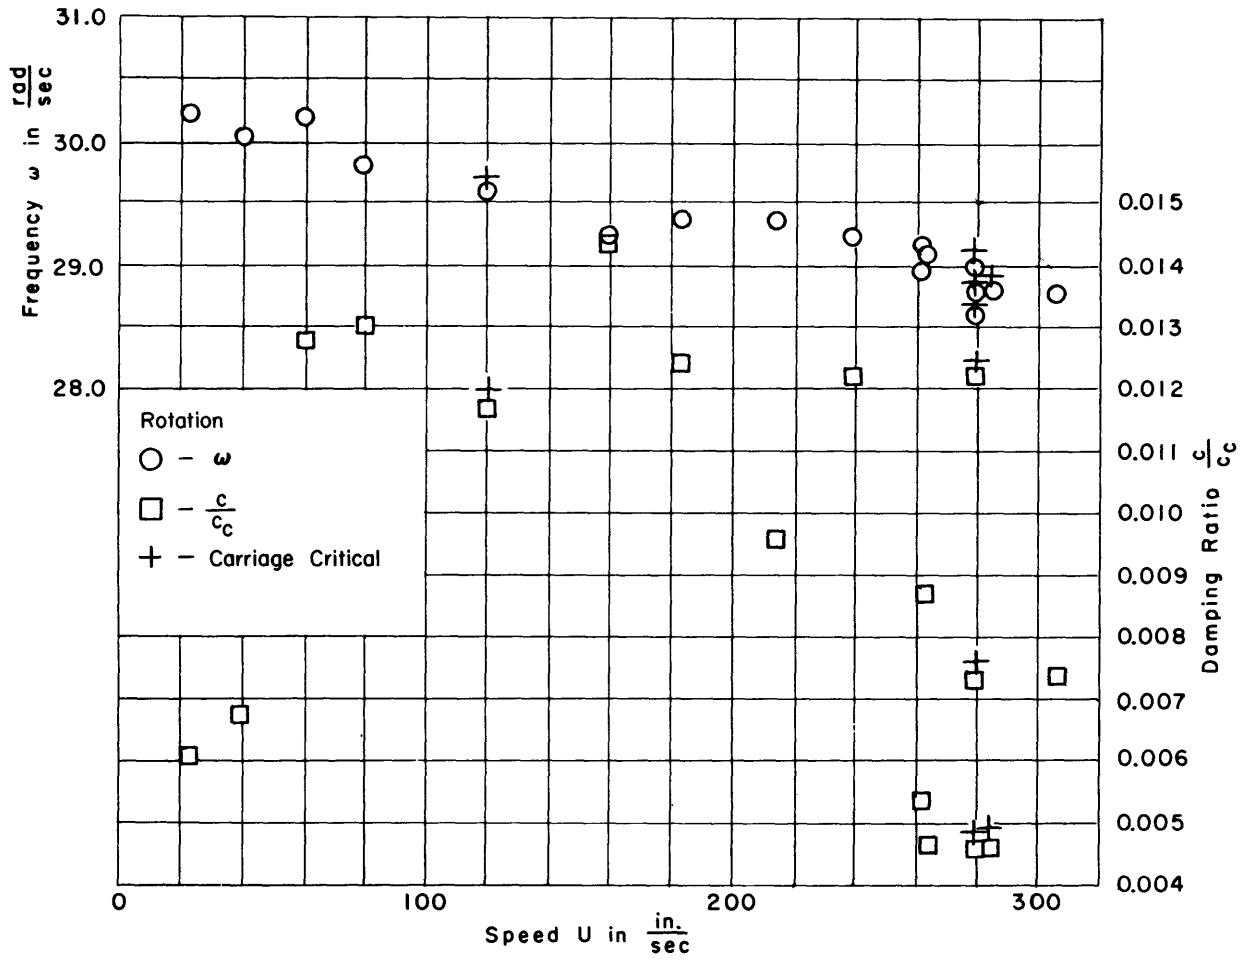 31.0
30.0
29.0
28.0
Frequency ω in rad/sec
Rotation
○ – ω
□ – c/c_c
+ – Carriage Critical
0.015
0.014
0.013
0.012
0.011
0.010
0.009
0.008
0.007
0.006
0.005
0.004
Damping Ratio c/c_c
0
100
200
300
Speed U in in./sec